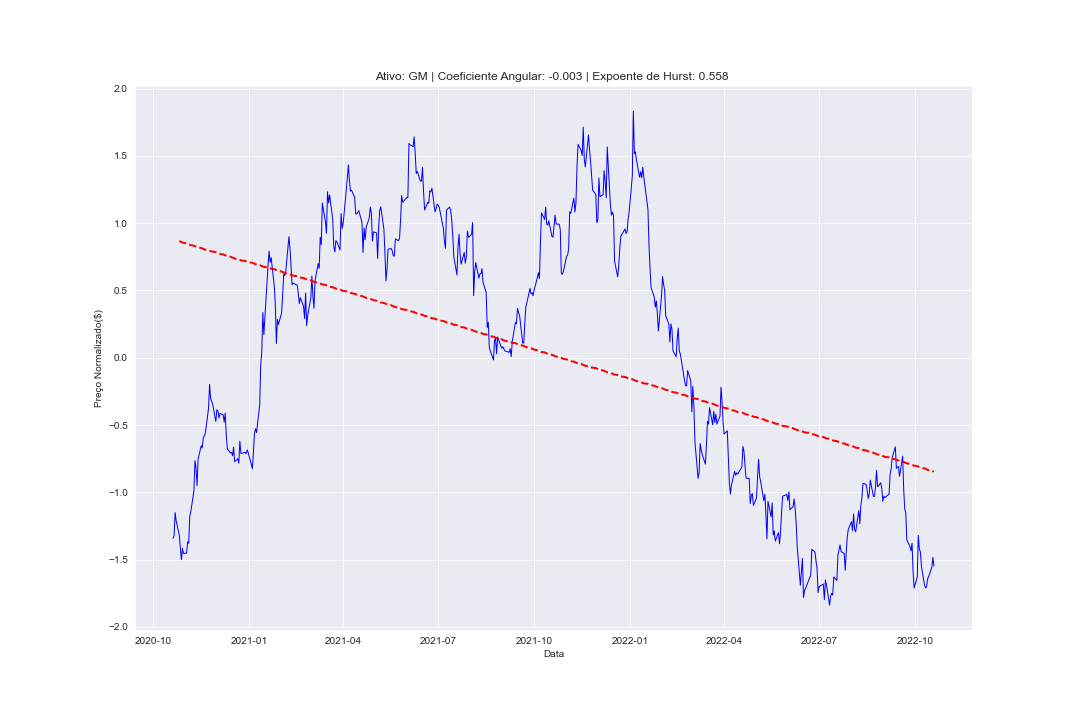 Ativo: GM | Coeficiente Angular: -0.003 | Expoente de Hurst: 0.558
2.0
1.5
1.0
0.5
0.0
−0.5
−1.0
−1.5
−2.0
Preço Normalizado($)
2020-10 2021-01 2021-04 2021-07 2021-10 2022-01 2022-04 2022-07 2022-10
Data